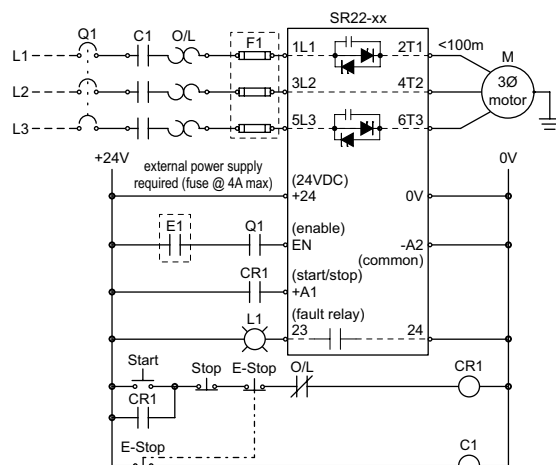 SR22-xx
Q1 C1 O/L F1
L1 1L1 2T1 <100m M
L2 3L2 4T2 3Ø motor
L3 5L3 6T3
+24V 0V
external power supply
required (fuse @ 4A max)
(24VDC)
+24 0V
E1 Q1 (enable)
EN -A2
(common)
CR1 (start/stop)
+A1
L1 (fault relay)
23 24
Start Stop E-Stop O/L CR1
CR1
E-Stop C1